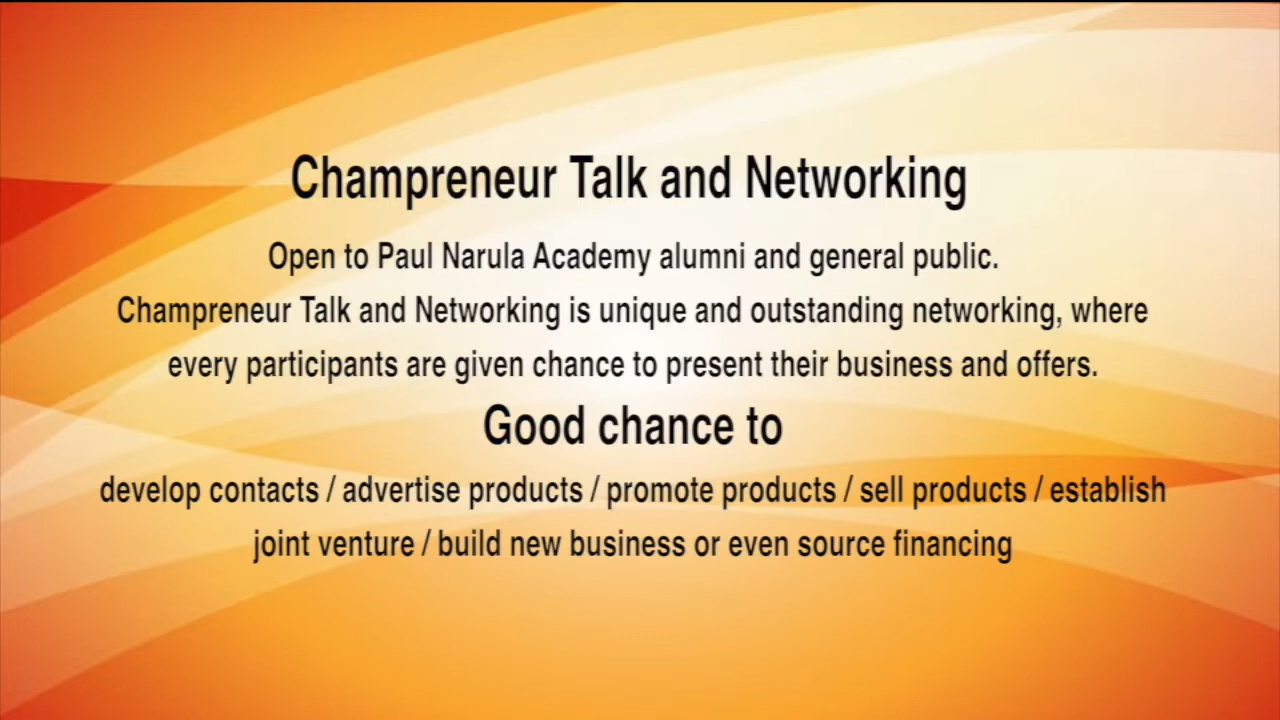 Champreneur Talk and Networking
Open to Paul Narula Academy alumni and general public.
Champreneur Talk and Networking is unique and outstanding networking, where
every participants are given chance to present their business and offers.
Good chance to
develop contacts / advertise products / promote products / sell products / establish
joint venture / build new business or even source financing